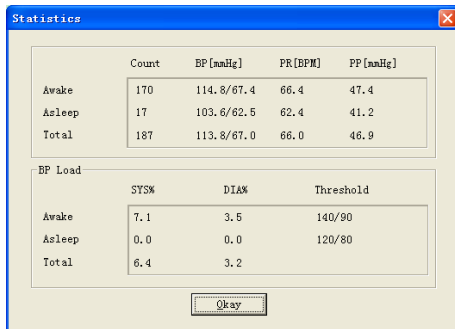 Statistics
Count BP[mmHg] PR[BPM] PP[mmHg]
Awake 170 114.8/67.4 66.4 47.4
Asleep 17 103.6/62.5 62.4 41.2
Total 187 113.8/67.0 66.0 46.9
BP Load
SYS% DIA% Threshold
Awake 7.1 3.5 140/90
Asleep 0.0 0.0 120/80
Total 6.4 3.2
Okay